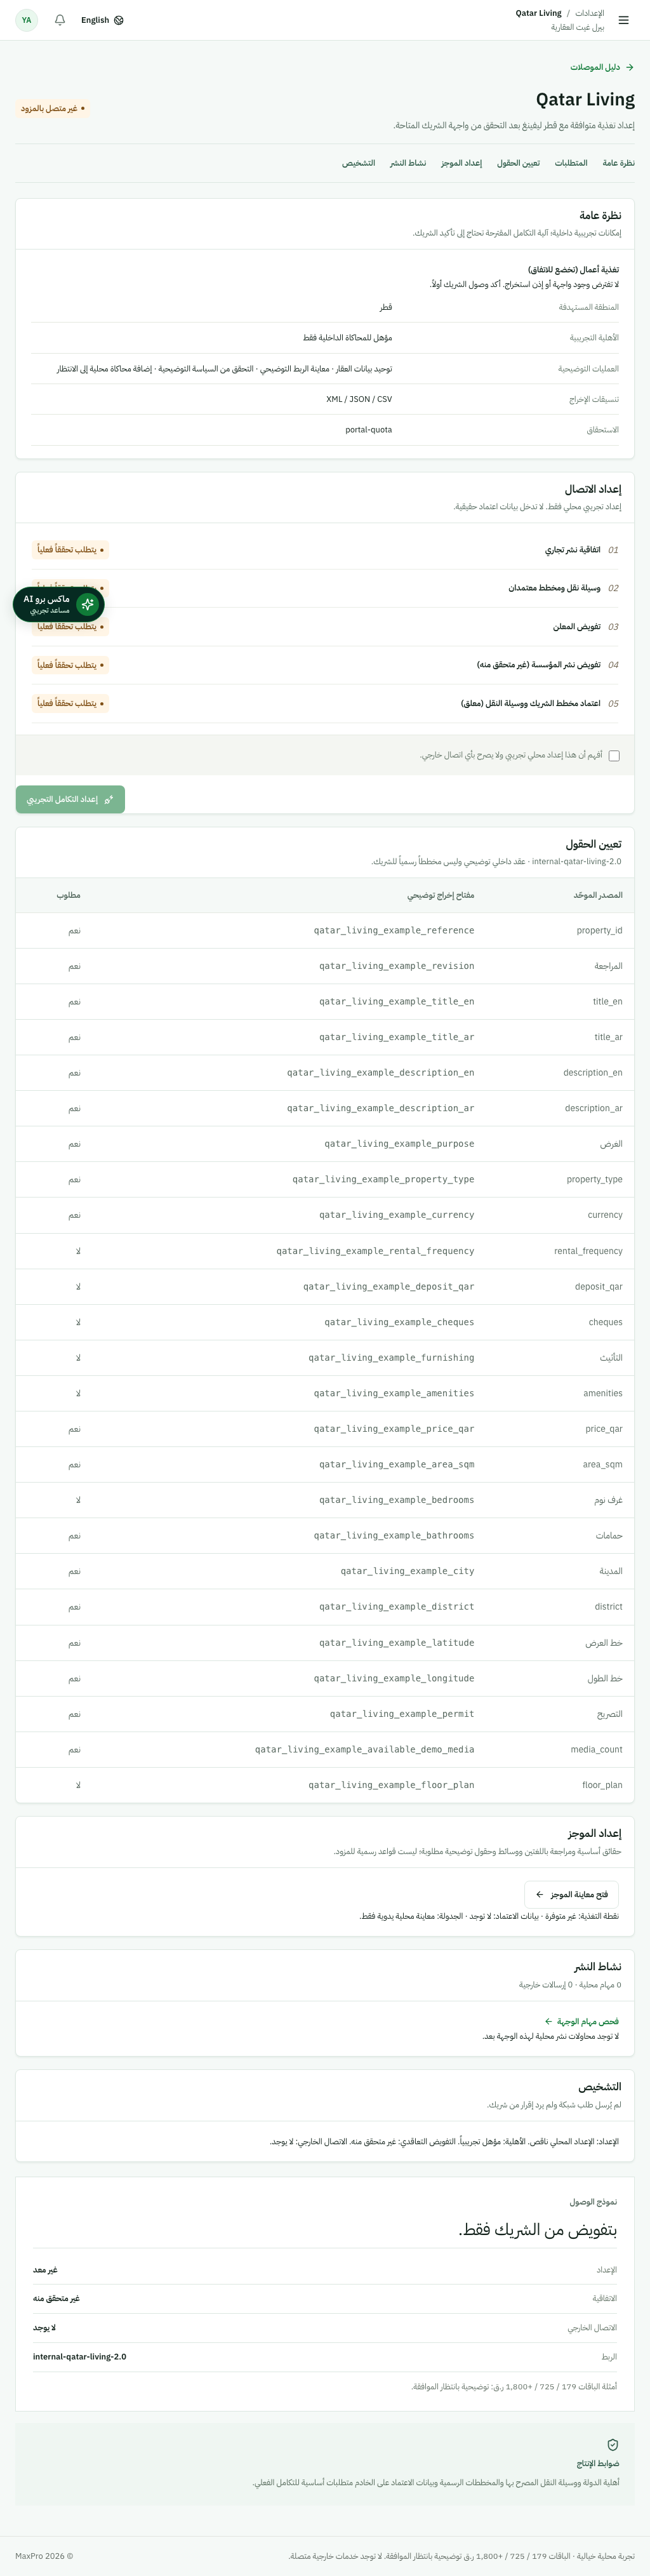 الإعدادات / Qatar Living
بيرل غيت العقارية
English
YA
دليل الموصلات
Qatar Living
إعداد تغذية متوافقة مع قطر ليفينغ بعد التحقق من واجهة الشريك المتاحة.
غير متصل بالمزود
نظرة عامة
المتطلبات
تعيين الحقول
إعداد الموجز
نشاط النشر
التشخيص
نظرة عامة
إمكانات تجريبية داخلية؛ آلية التكامل المقترحة تحتاج إلى تأكيد الشريك.
تغذية أعمال (تخضع للاتفاق)
لا تفترض وجود واجهة أو إذن استخراج. أكد وصول الشريك أولاً.
المنطقة المستهدفة
قطر
الأهلية التجريبية
مؤهل للمحاكاة الداخلية فقط
العمليات التوضيحية
توحيد بيانات العقار · معاينة الربط التوضيحي · التحقق من السياسة التوضيحية · إضافة محاكاة محلية إلى الانتظار
تنسيقات الإخراج
XML / JSON / CSV
الاستحقاق
portal-quota
إعداد الاتصال
إعداد تجريبي محلي فقط. لا تدخل بيانات اعتماد حقيقية.
01 اتفاقية نشر تجاري
يتطلب تحققاً فعلياً
02 وسيلة نقل ومخطط معتمدان
ماكس برو AI
مساعد تجريبي
03 تفويض المعلن
يتطلب تحققاً فعلياً
04 تفويض نشر المؤسسة (غير متحقق منه)
يتطلب تحققاً فعلياً
05 اعتماد مخطط الشريك ووسيلة النقل (معلق)
يتطلب تحققاً فعلياً
أفهم أن هذا إعداد محلي تجريبي ولا يصرح بأي اتصال خارجي.
إعداد التكامل التجريبي
تعيين الحقول
internal-qatar-living-2.0 · عقد داخلي توضيحي وليس مخططاً رسمياً للشريك.
المصدر الموحّد مفتاح إخراج توضيحي مطلوب
property_id qatar_living_example_reference نعم
المراجعة qatar_living_example_revision نعم
title_en qatar_living_example_title_en نعم
title_ar qatar_living_example_title_ar نعم
description_en qatar_living_example_description_en نعم
description_ar qatar_living_example_description_ar نعم
الغرض qatar_living_example_purpose نعم
property_type qatar_living_example_property_type نعم
currency qatar_living_example_currency نعم
rental_frequency qatar_living_example_rental_frequency لا
deposit_qar qatar_living_example_deposit_qar لا
cheques qatar_living_example_cheques لا
التأثيث qatar_living_example_furnishing لا
amenities qatar_living_example_amenities لا
price_qar qatar_living_example_price_qar نعم
area_sqm qatar_living_example_area_sqm نعم
غرف نوم qatar_living_example_bedrooms لا
حمامات qatar_living_example_bathrooms نعم
المدينة qatar_living_example_city نعم
district qatar_living_example_district نعم
خط العرض qatar_living_example_latitude نعم
خط الطول qatar_living_example_longitude نعم
التصريح qatar_living_example_permit نعم
media_count qatar_living_example_available_demo_media نعم
floor_plan qatar_living_example_floor_plan لا
إعداد الموجز
حقائق أساسية ومراجعة باللغتين ووسائط وحقول توضيحية مطلوبة؛ ليست قواعد رسمية للمزود.
فتح معاينة الموجز
نقطة التغذية: غير متوفرة · بيانات الاعتماد: لا توجد · الجدولة: معاينة محلية يدوية فقط.
نشاط النشر
0 مهام محلية · 0 إرسالات خارجية
فحص مهام الوجهة
لا توجد محاولات نشر محلية لهذه الوجهة بعد.
التشخيص
لم يُرسل طلب شبكة ولم يرد إقرار من شريك.
الإعداد: الإعداد المحلي ناقص. الأهلية: مؤهل تجريبياً. التفويض التعاقدي: غير متحقق منه. الاتصال الخارجي: لا يوجد.
نموذج الوصول
بتفويض من الشريك فقط.
الإعداد
غير معد
الاتفاقية
غير متحقق منه
الاتصال الخارجي
لا يوجد
الربط
internal-qatar-living-2.0
أمثلة الباقات 179 / 725 / +1,800 ر.ق: توضيحية بانتظار الموافقة.
ضوابط الإنتاج
أهلية الدولة ووسيلة النقل المصرح بها والمخططات الرسمية وبيانات الاعتماد على الخادم متطلبات أساسية للتكامل الفعلي.
تجربة محلية خيالية · الباقات 179 / 725 / +1,800 ر.ق توضيحية بانتظار الموافقة. لا توجد خدمات خارجية متصلة.
© 2026 MaxPro